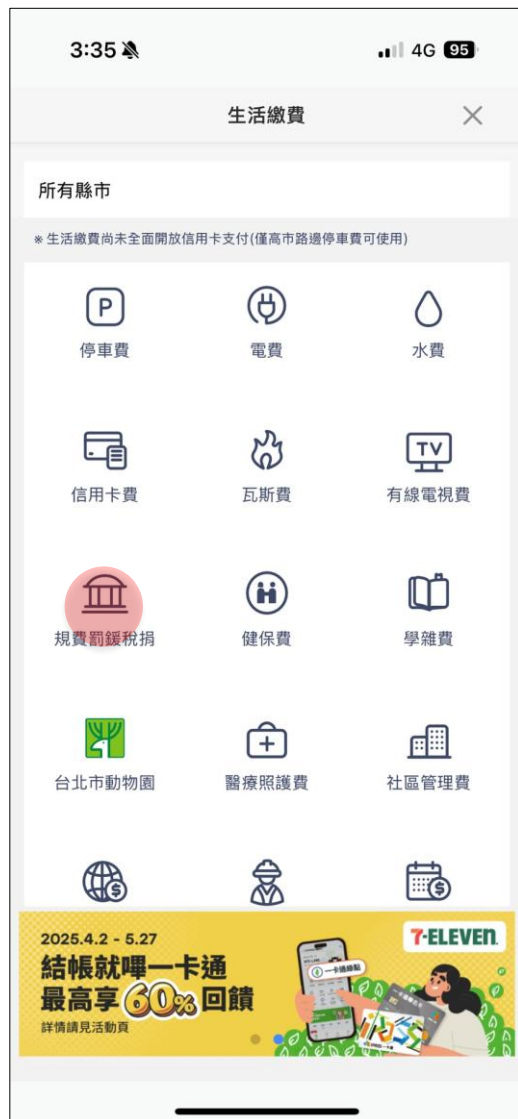 3:35
4G 95
生活繳費
所有縣市
※ 生活繳費尚未全面開放信用卡支付(僅高市路邊停車費可使用)
P
停車費 電費 水費
TV
信用卡費 瓦斯費 有線電視費
規費罰鍰稅捐 健保費 學雜費
台北市動物園 醫療照護費 社區管理費
2025.4.2 - 5.27
7-ELEVEn.
結帳就嗶一卡通
最高享60%回饋
詳情請見活動頁
一卡通綠點